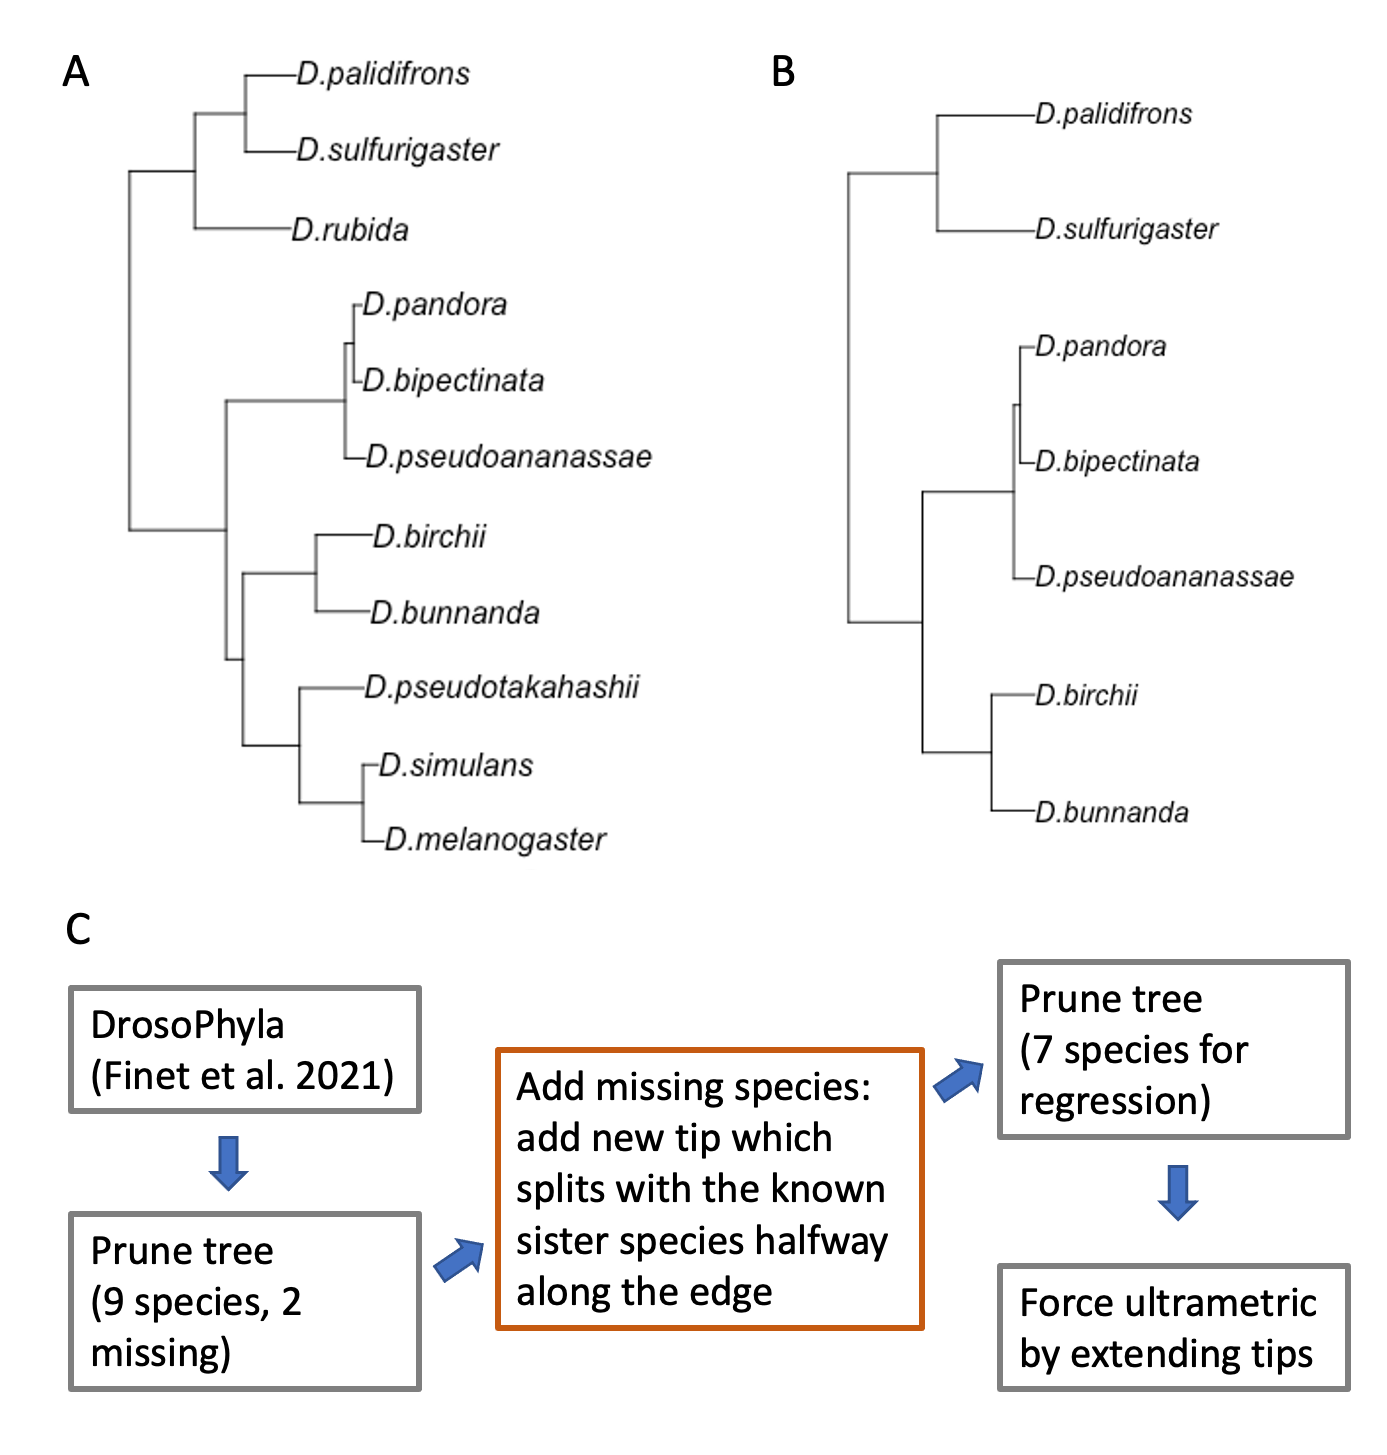 A
D.palidifrons
D.sulfurigaster
D.rubida
D.pandora
D.bipectinata
D.pseudoananassae
D.birchii
D.bunnanda
D.pseudotakahashii
D.simulans
D.melanogaster
B
D.palidifrons
D.sulfurigaster
D.pandora
D.bipectinata
D.pseudoananassae
D.birchii
D.bunnanda
C
DrosoPhyla
(Finet et al. 2021)
Prune tree
(9 species, 2
missing)
Add missing species:
add new tip which
splits with the known
sister species halfway
along the edge
Prune tree
(7 species for
regression)
Force ultrametric
by extending tips